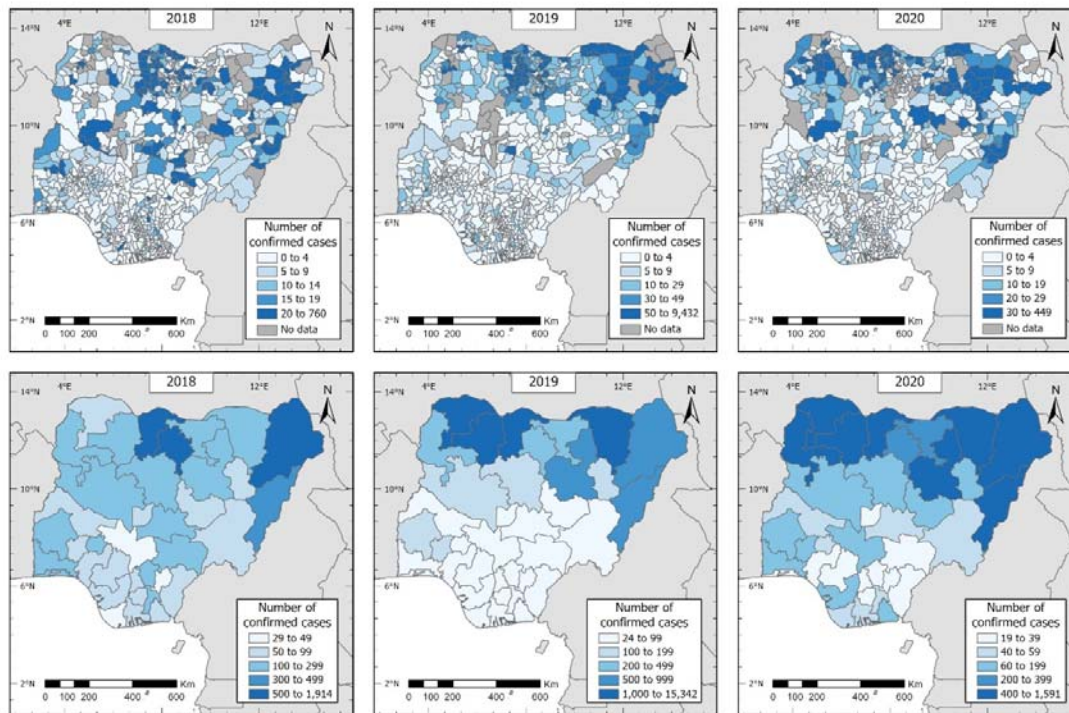 2018
4°E
12°E
N
14°N
10°N
6°N
2°N
Number of
confirmed cases
0 to 4
5 to 9
10 to 14
15 to 19
20 to 760
No data
0 100 200 400 600
Km
2019
4°E
12°E
N
14°N
10°N
6°N
2°N
Number of
confirmed cases
0 to 4
5 to 9
10 to 29
30 to 49
50 to 9,432
No data
0 100 200 400 600
Km
2020
4°E
12°E
N
14°N
10°N
6°N
2°N
Number of
confirmed cases
0 to 4
5 to 9
10 to 19
20 to 29
30 to 449
No data
0 100 200 400 600
Km
2018
4°E
12°E
N
14°N
10°N
6°N
2°N
Number of
confirmed cases
29 to 49
50 to 99
100 to 299
300 to 499
500 to 1,914
0 100 200 400 600
Km
2019
4°E
12°E
N
14°N
10°N
6°N
2°N
Number of
confirmed cases
24 to 99
100 to 199
200 to 499
500 to 999
1,000 to 15,342
0 100 200 400 600
Km
2020
4°E
12°E
N
14°N
10°N
6°N
2°N
Number of
confirmed cases
19 to 39
40 to 59
60 to 199
200 to 399
400 to 1,591
0 100 200 400 600
Km